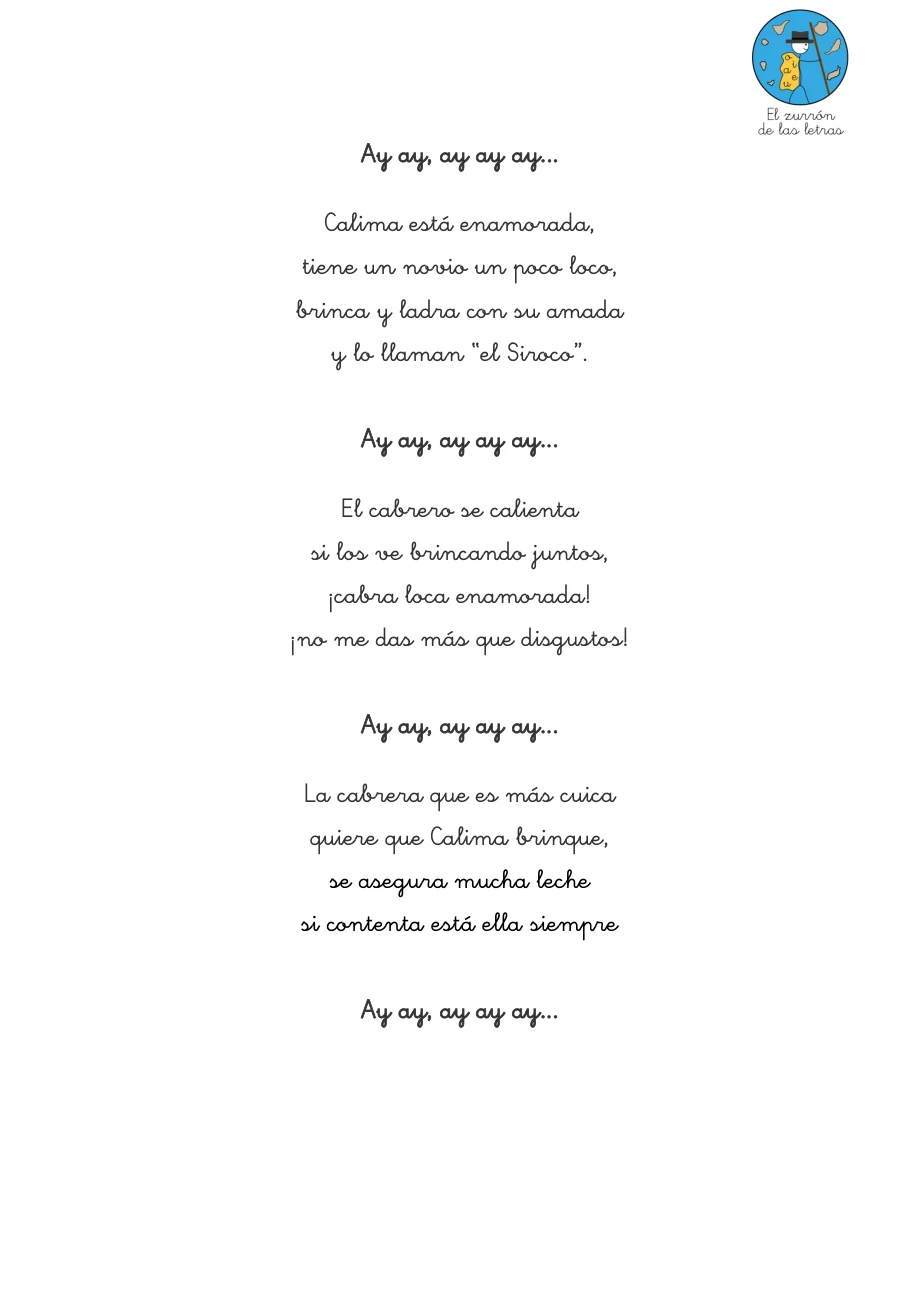 El zurrón
de las letras
Ay ay, ay ay ay...
Calima está enamorada,
tiene un novio un poco loco,
brinca y ladra con su amada
y lo llaman “el Siroco”.
Ay ay, ay ay ay...
El cabrero se calienta
si los ve brincando juntos,
¡cabra loca enamorada!
¡no me das más que disgustos!
Ay ay, ay ay ay...
La cabrera que es más cuica
quiere que Calima brinque,
se asegura mucha leche
si contenta está ella siempre
Ay ay, ay ay ay...